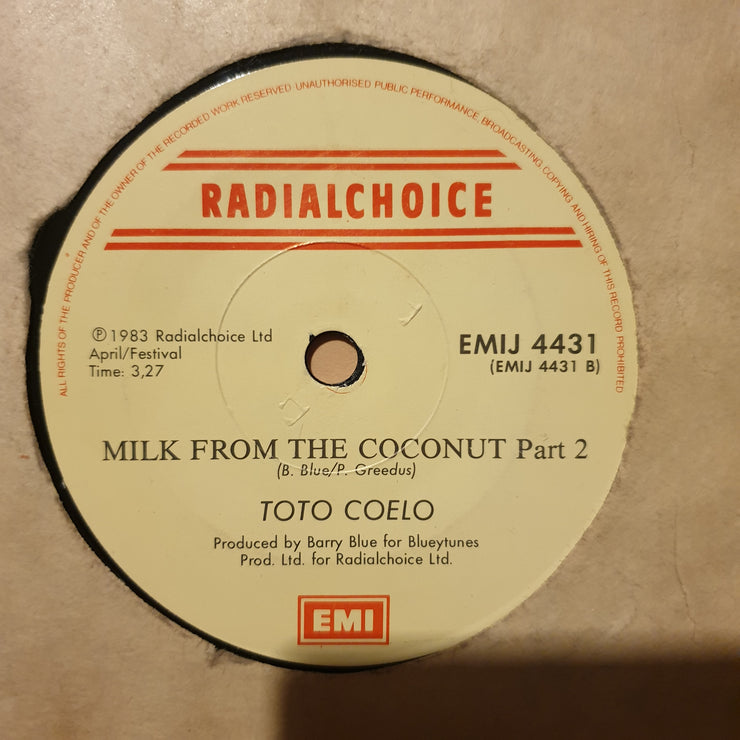 ALL RIGHTS OF THE PRODUCER AND OF THE OWNER OF THE RECORDED WORK RESERVED UNAUTHORISED PUBLIC PERFORMANCE, BROADCASTING, COPYING AND HIRING OF THIS RECORD PROHIBITED
RADIALCHOICE
℗1983 Radialchoice Ltd
April/Festival
Time: 3,27
EMIJ 4431
(EMIJ 4431 B)
MILK FROM THE COCONUT Part 2
(B. Blue/P. Greedus)
TOTO COELO
Produced by Barry Blue for Blueytunes
Prod. Ltd. for Radialchoice Ltd.
EMI